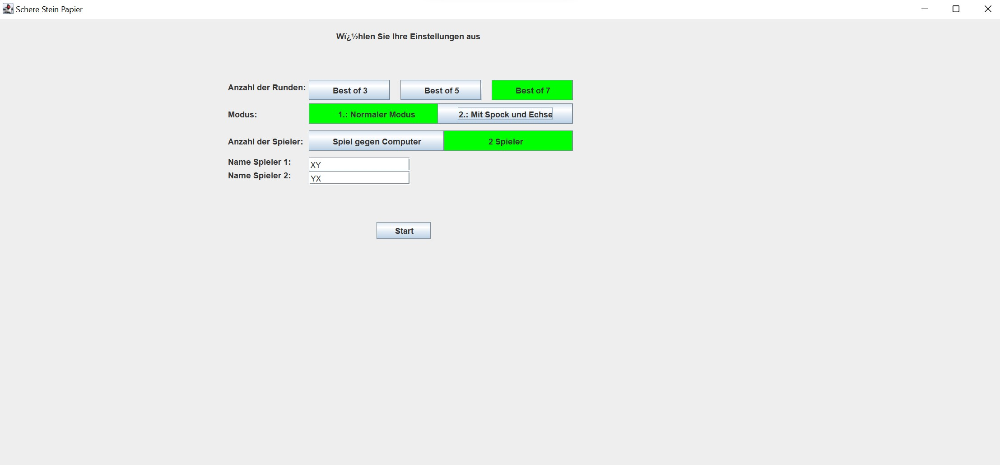 Schere Stein Papier
Wï¿½hlen Sie Ihre Einstellungen aus
Anzahl der Runden: Best of 3 Best of 5 Best of 7
Modus: 1.: Normaler Modus 2.: Mit Spock und Echse
Anzahl der Spieler: Spiel gegen Computer 2 Spieler
Name Spieler 1: XY
Name Spieler 2: YX
Start